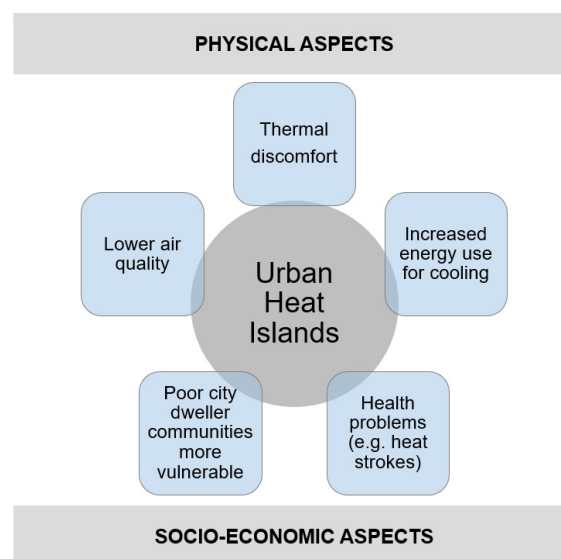 PHYSICAL ASPECTS
Thermal
discomfort
Lower air
quality
Increased
energy use
for cooling
Urban
Heat
Islands
Poor city
dweller
communities
more
vulnerable
Health
problems
(e.g. heat
strokes)
SOCIO-ECONOMIC ASPECTS